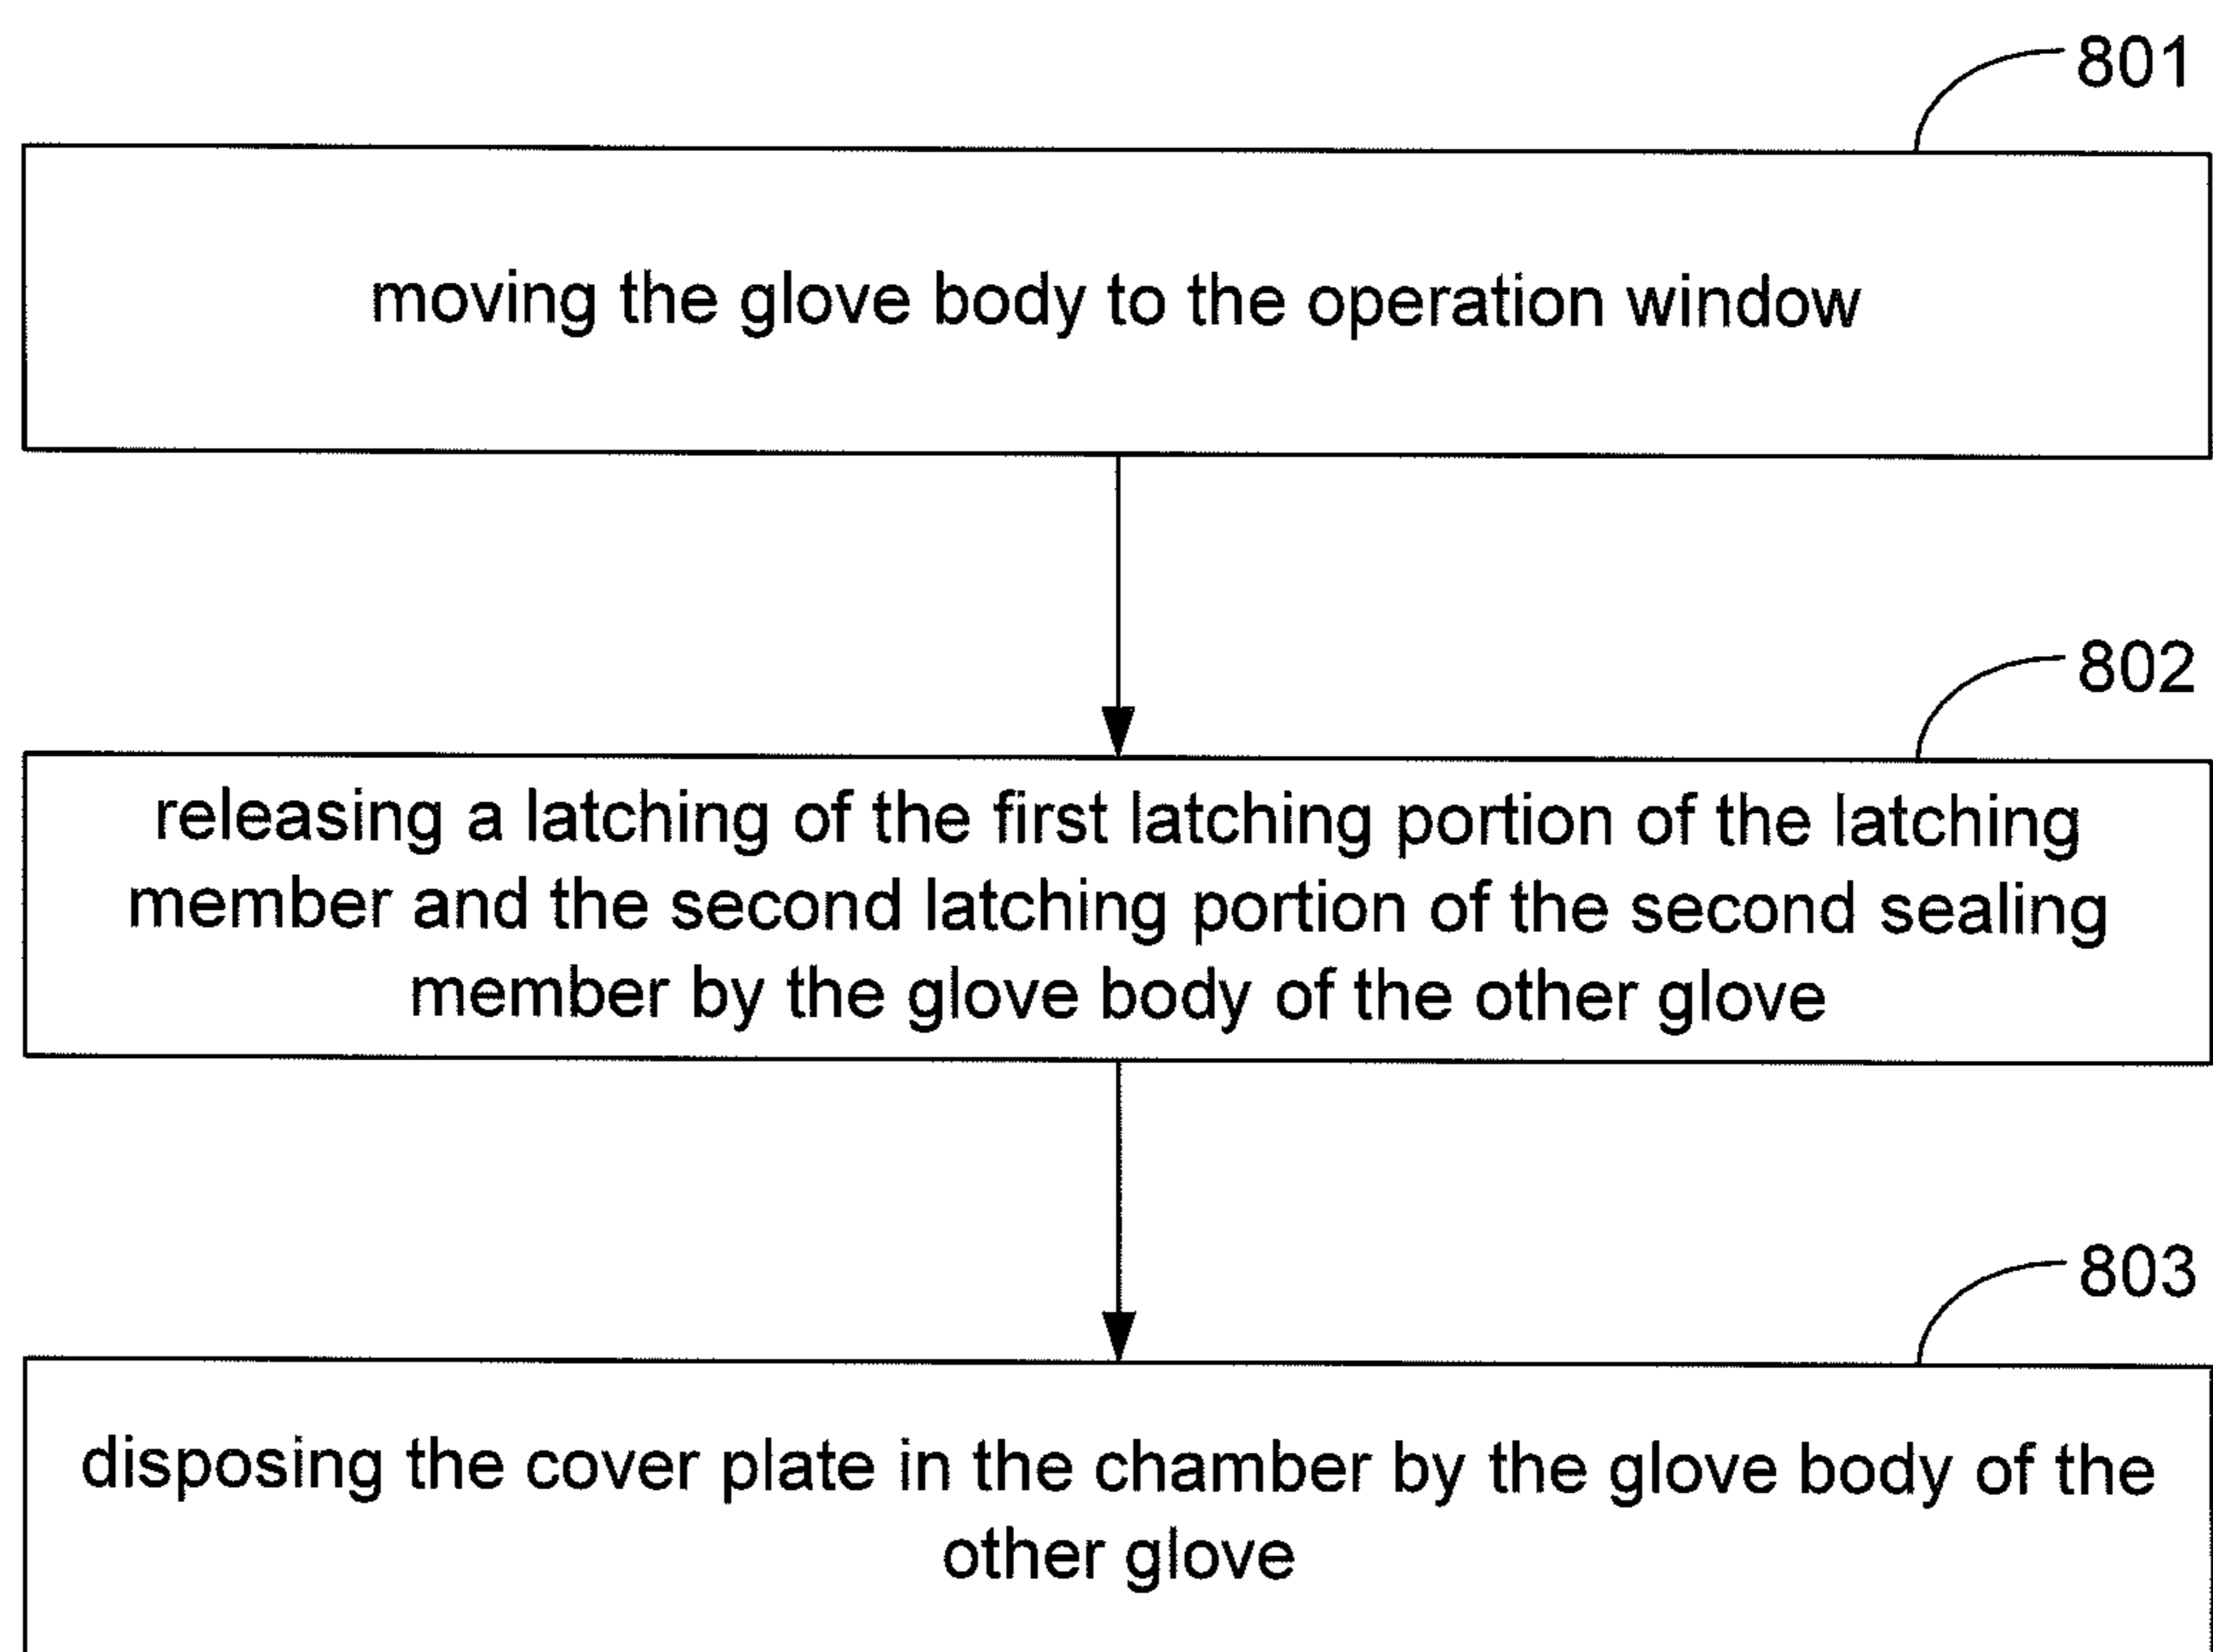 801
moving the glove body to the operation window
802
releasing a latching of the first latching portion of the latching
member and the second latching portion of the second sealing
member by the glove body of the other glove
803
disposing the cover plate in the chamber by the glove body of the
other glove